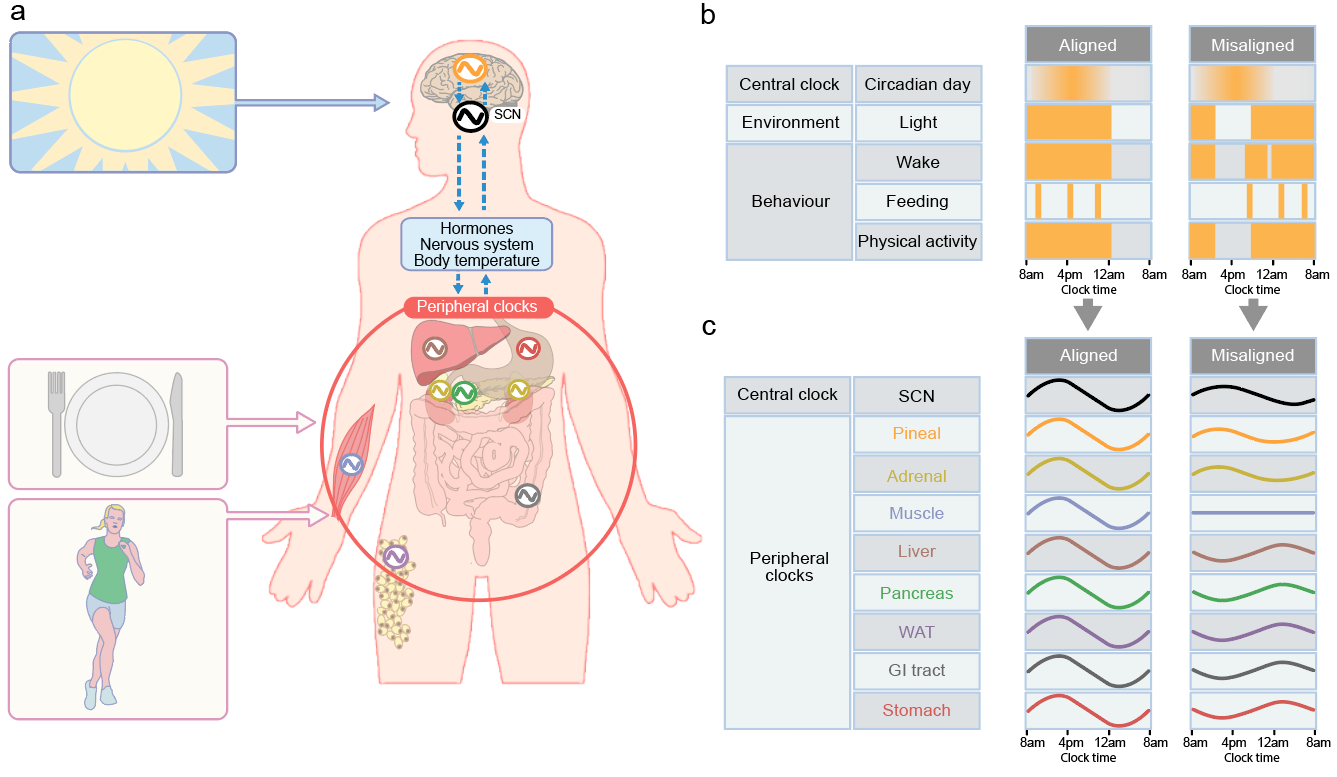 a
SCN
Hormones
Nervous system
Body temperature
Peripheral clocks
b
Aligned
Misaligned
Central clock
Circadian day
Environment
Light
Behaviour
Wake
Feeding
Physical activity
8am 4pm 12am 8am
Clock time
8am 4pm 12am 8am
Clock time
c
Aligned
Misaligned
Central clock
SCN
Peripheral
clocks
Pineal
Adrenal
Muscle
Liver
Pancreas
WAT
GI tract
Stomach
8am 4pm 12am 8am
Clock time
8am 4pm 12am 8am
Clock time